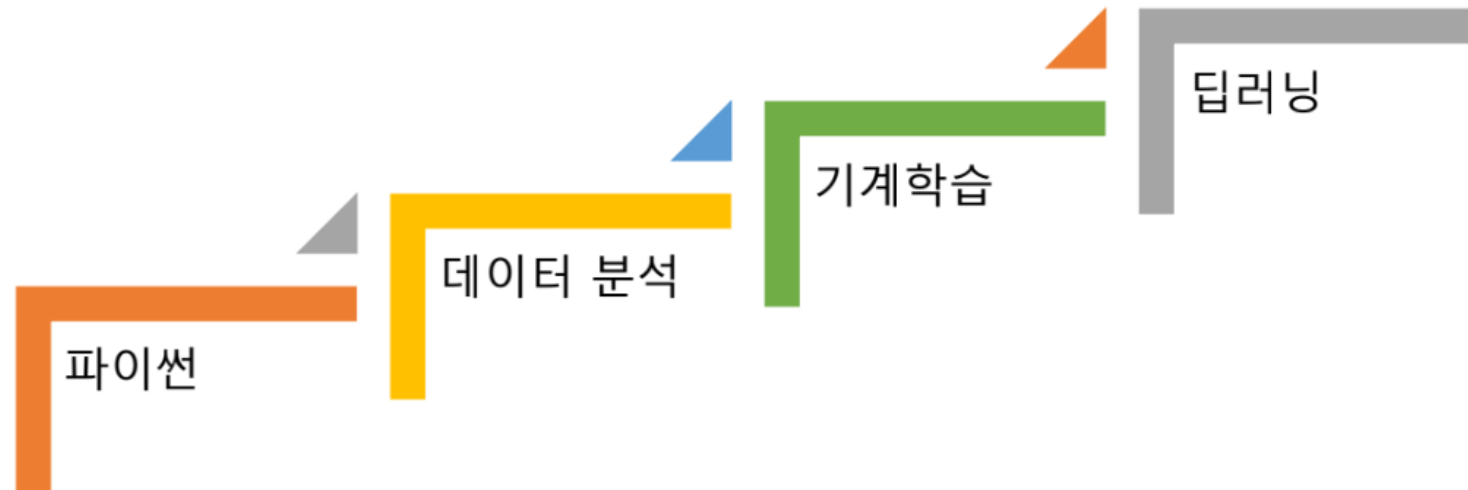 파이썬
데이터 분석
기계학습
딥러닝